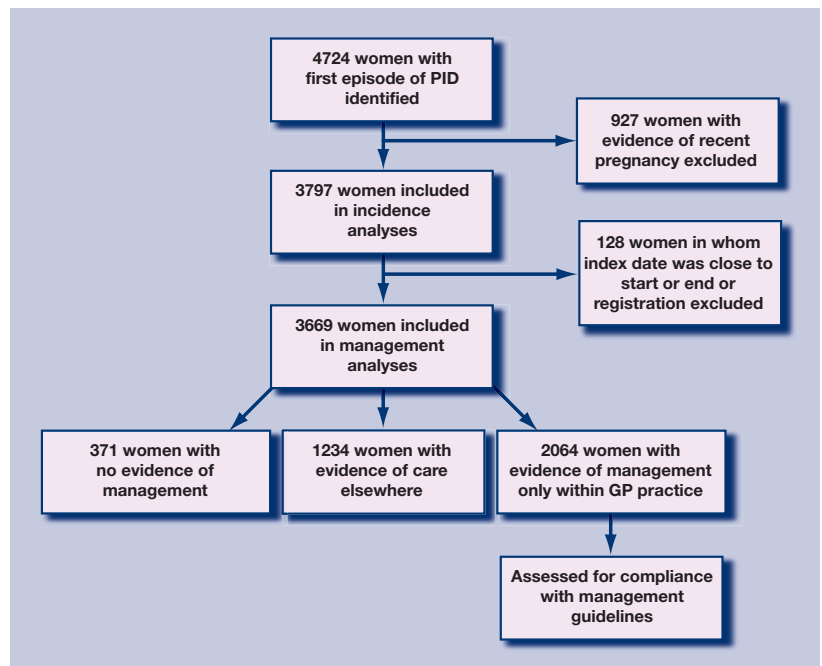 4724 women with
first episode of PID
identified
927 women with
evidence of recent
pregnancy excluded
3797 women included
in incidence
analyses
128 women in whom
index date was close to
start or end or
registration excluded
3669 women included
in management
analyses
371 women with
no evidence of
management
1234 women with
evidence of care
elsewhere
2064 women with
evidence of management
only within GP practice
Assessed for compliance
with management
guidelines